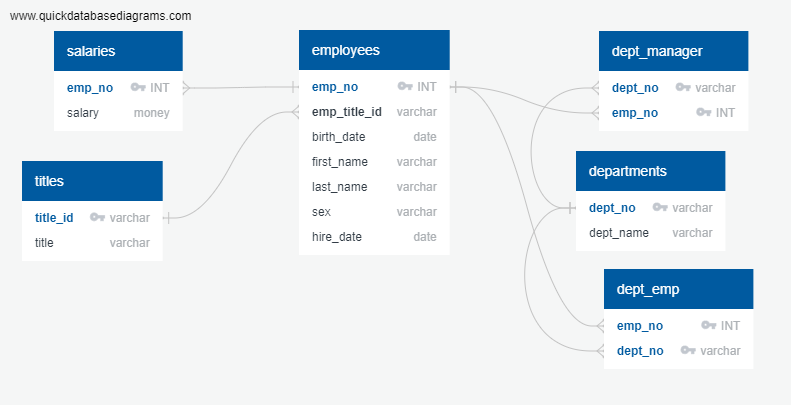 www.quickdatabasediagrams.com
salaries
emp_no INT
salary money
titles
title_id varchar
title varchar
employees
emp_no INT
emp_title_id varchar
birth_date date
first_name varchar
last_name varchar
sex varchar
hire_date date
dept_manager
dept_no varchar
emp_no INT
departments
dept_no varchar
dept_name varchar
dept_emp
emp_no INT
dept_no varchar